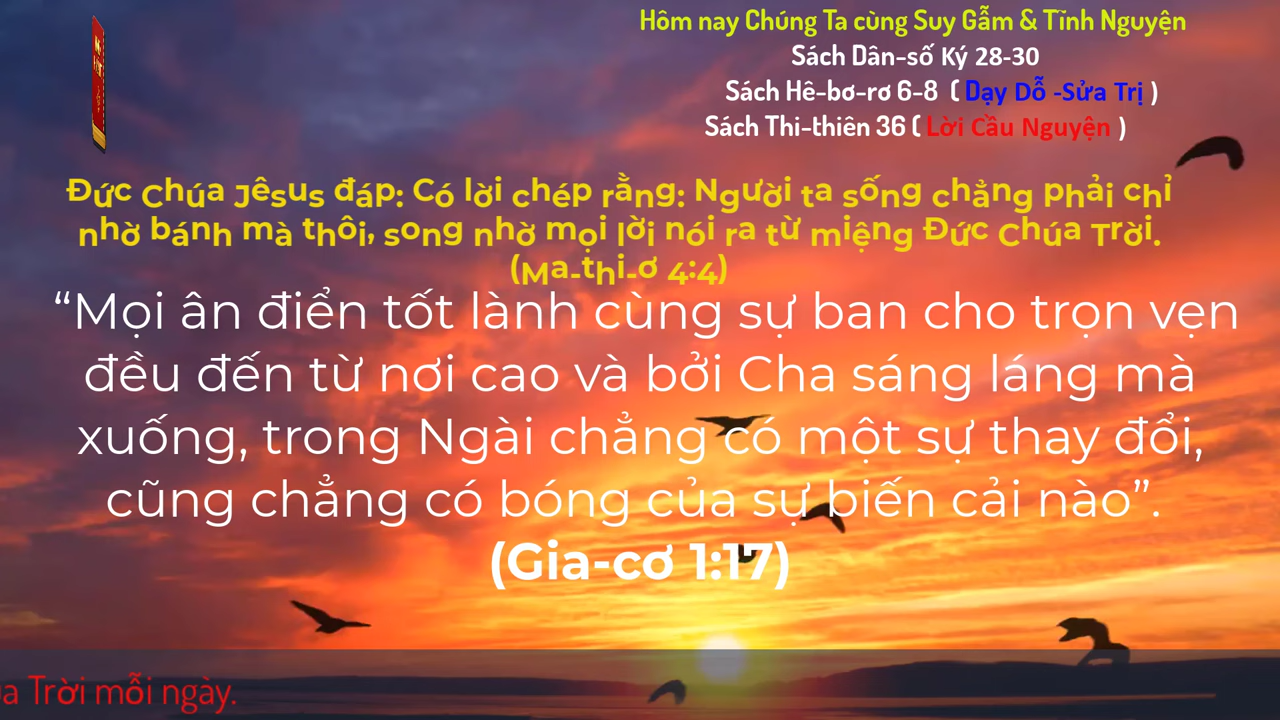 Hôm nay Chúng Ta cùng Suy Gẫm & Tĩnh Nguyện
Sách Dân-số Ký 28-30
Sách Hê-bơ-rơ 6-8 ( Dạy Dỗ -Sửa Trị )
Sách Thi-thiên 36 ( Lời Cầu Nguyện )
Đức Chúa Jêsus đáp: Có lời chép rằng: Người ta sống chẳng phải chỉ
nhờ bánh mà thôi, song nhờ mọi lời nói ra từ miệng Đức Chúa Trời.
(Ma-thi-ơ 4:4)
“Mọi ân điển tốt lành cùng sự ban cho trọn vẹn
đều đến từ nơi cao và bởi Cha sáng láng mà
xuống, trong Ngài chẳng có một sự thay đổi,
cũng chẳng có bóng của sự biến cải nào”.
(Gia-cơ 1:17)
Trời mỗi ngày.